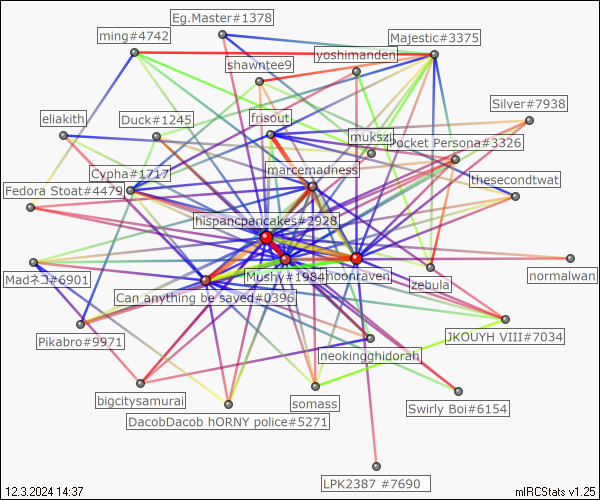 Eg.Master#1378
ming#4742
Majestic#3375
yoshimanden
shawntee9
Silver#7938
eliakith
Duck#1245
frisout
mukszi
Pocket Persona#3326
Cypha#1717
marcemadness
thesecondtwat
Fedora Stoat#4479
hispancpancakes#2928
Madネコ#6901
Mushy#1984
hoontaven
normalwan
zebula
Can anything be saved#0396
Pikabro#9971
JKOUYH VIII#7034
neokingghidorah
bigcitysamurai
somass
Swirly Boi#6154
DacobDacob hORNY police#5271
LPK2387 #7690
12.3.2024 14:37
mIRCStats v1.25